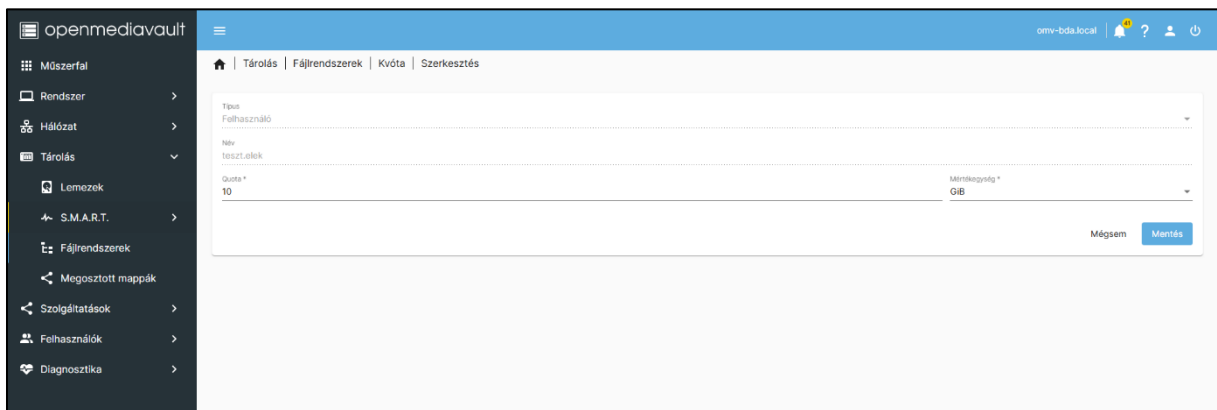 openmediavault
omv-bda.local
41
?
Műszerfal
Tárolás | Fájlrendszerek | Kvóta | Szerkesztés
Rendszer
Hálózat
Tárolás
Lemezek
S.M.A.R.T.
Fájlrendszerek
Megosztott mappák
Szolgáltatások
Felhasználók
Diagnosztika
Típus
Felhasználó
Név
teszt.elek
Quota *
10
Mértékegység *
GiB
Mégsem
Mentés